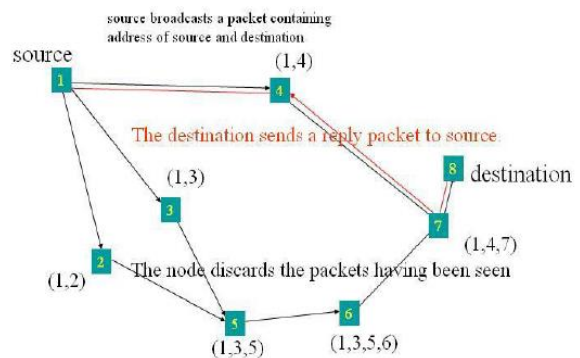 source broadcasts a packet containing
address of source and destination
source
(1,4)
1
4
The destination sends a reply packet to source.
8
destination
(1,3)
3
7
(1,4,7)
2
The node discards the packets having been seen
(1,2)
5
6
(1,3,5)
(1,3,5,6)